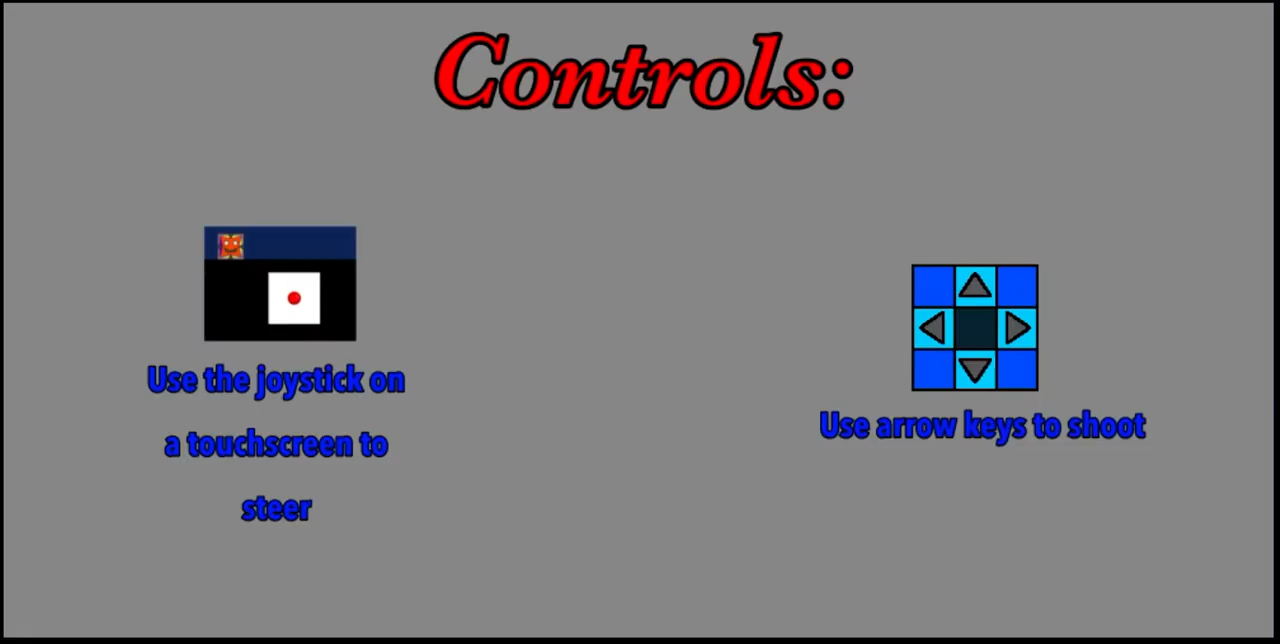 Controls:
Use the joystick on
a touchscreen to
steer
Use arrow keys to shoot